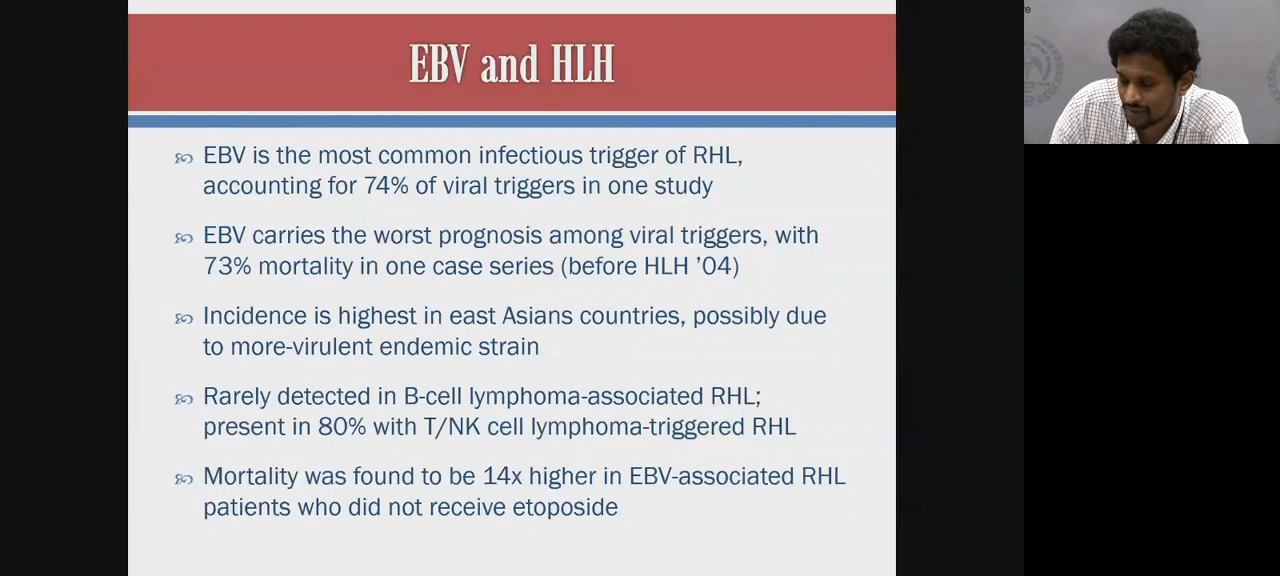 EBV and HLH
EBV is the most common infectious trigger of RHL,
accounting for 74% of viral triggers in one study
EBV carries the worst prognosis among viral triggers, with
73% mortality in one case series (before HLH ’04)
Incidence is highest in east Asians countries, possibly due
to more-virulent endemic strain
Rarely detected in B-cell lymphoma-associated RHL;
present in 80% with T/NK cell lymphoma-triggered RHL
Mortality was found to be 14x higher in EBV-associated RHL
patients who did not receive etoposide